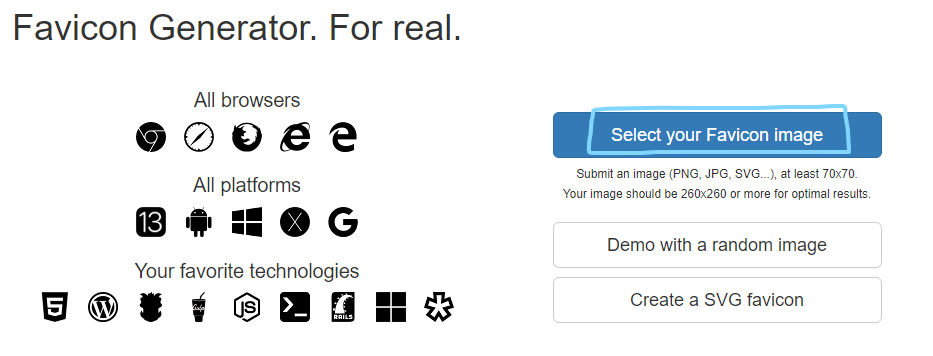 Favicon Generator. For real.
All browsers
All platforms
13
Your favorite technologies
5
JS
RAILS
Select your Favicon image
Submit an image (PNG, JPG, SVG...), at least 70x70.
Your image should be 260x260 or more for optimal results.
Demo with a random image
Create a SVG favicon